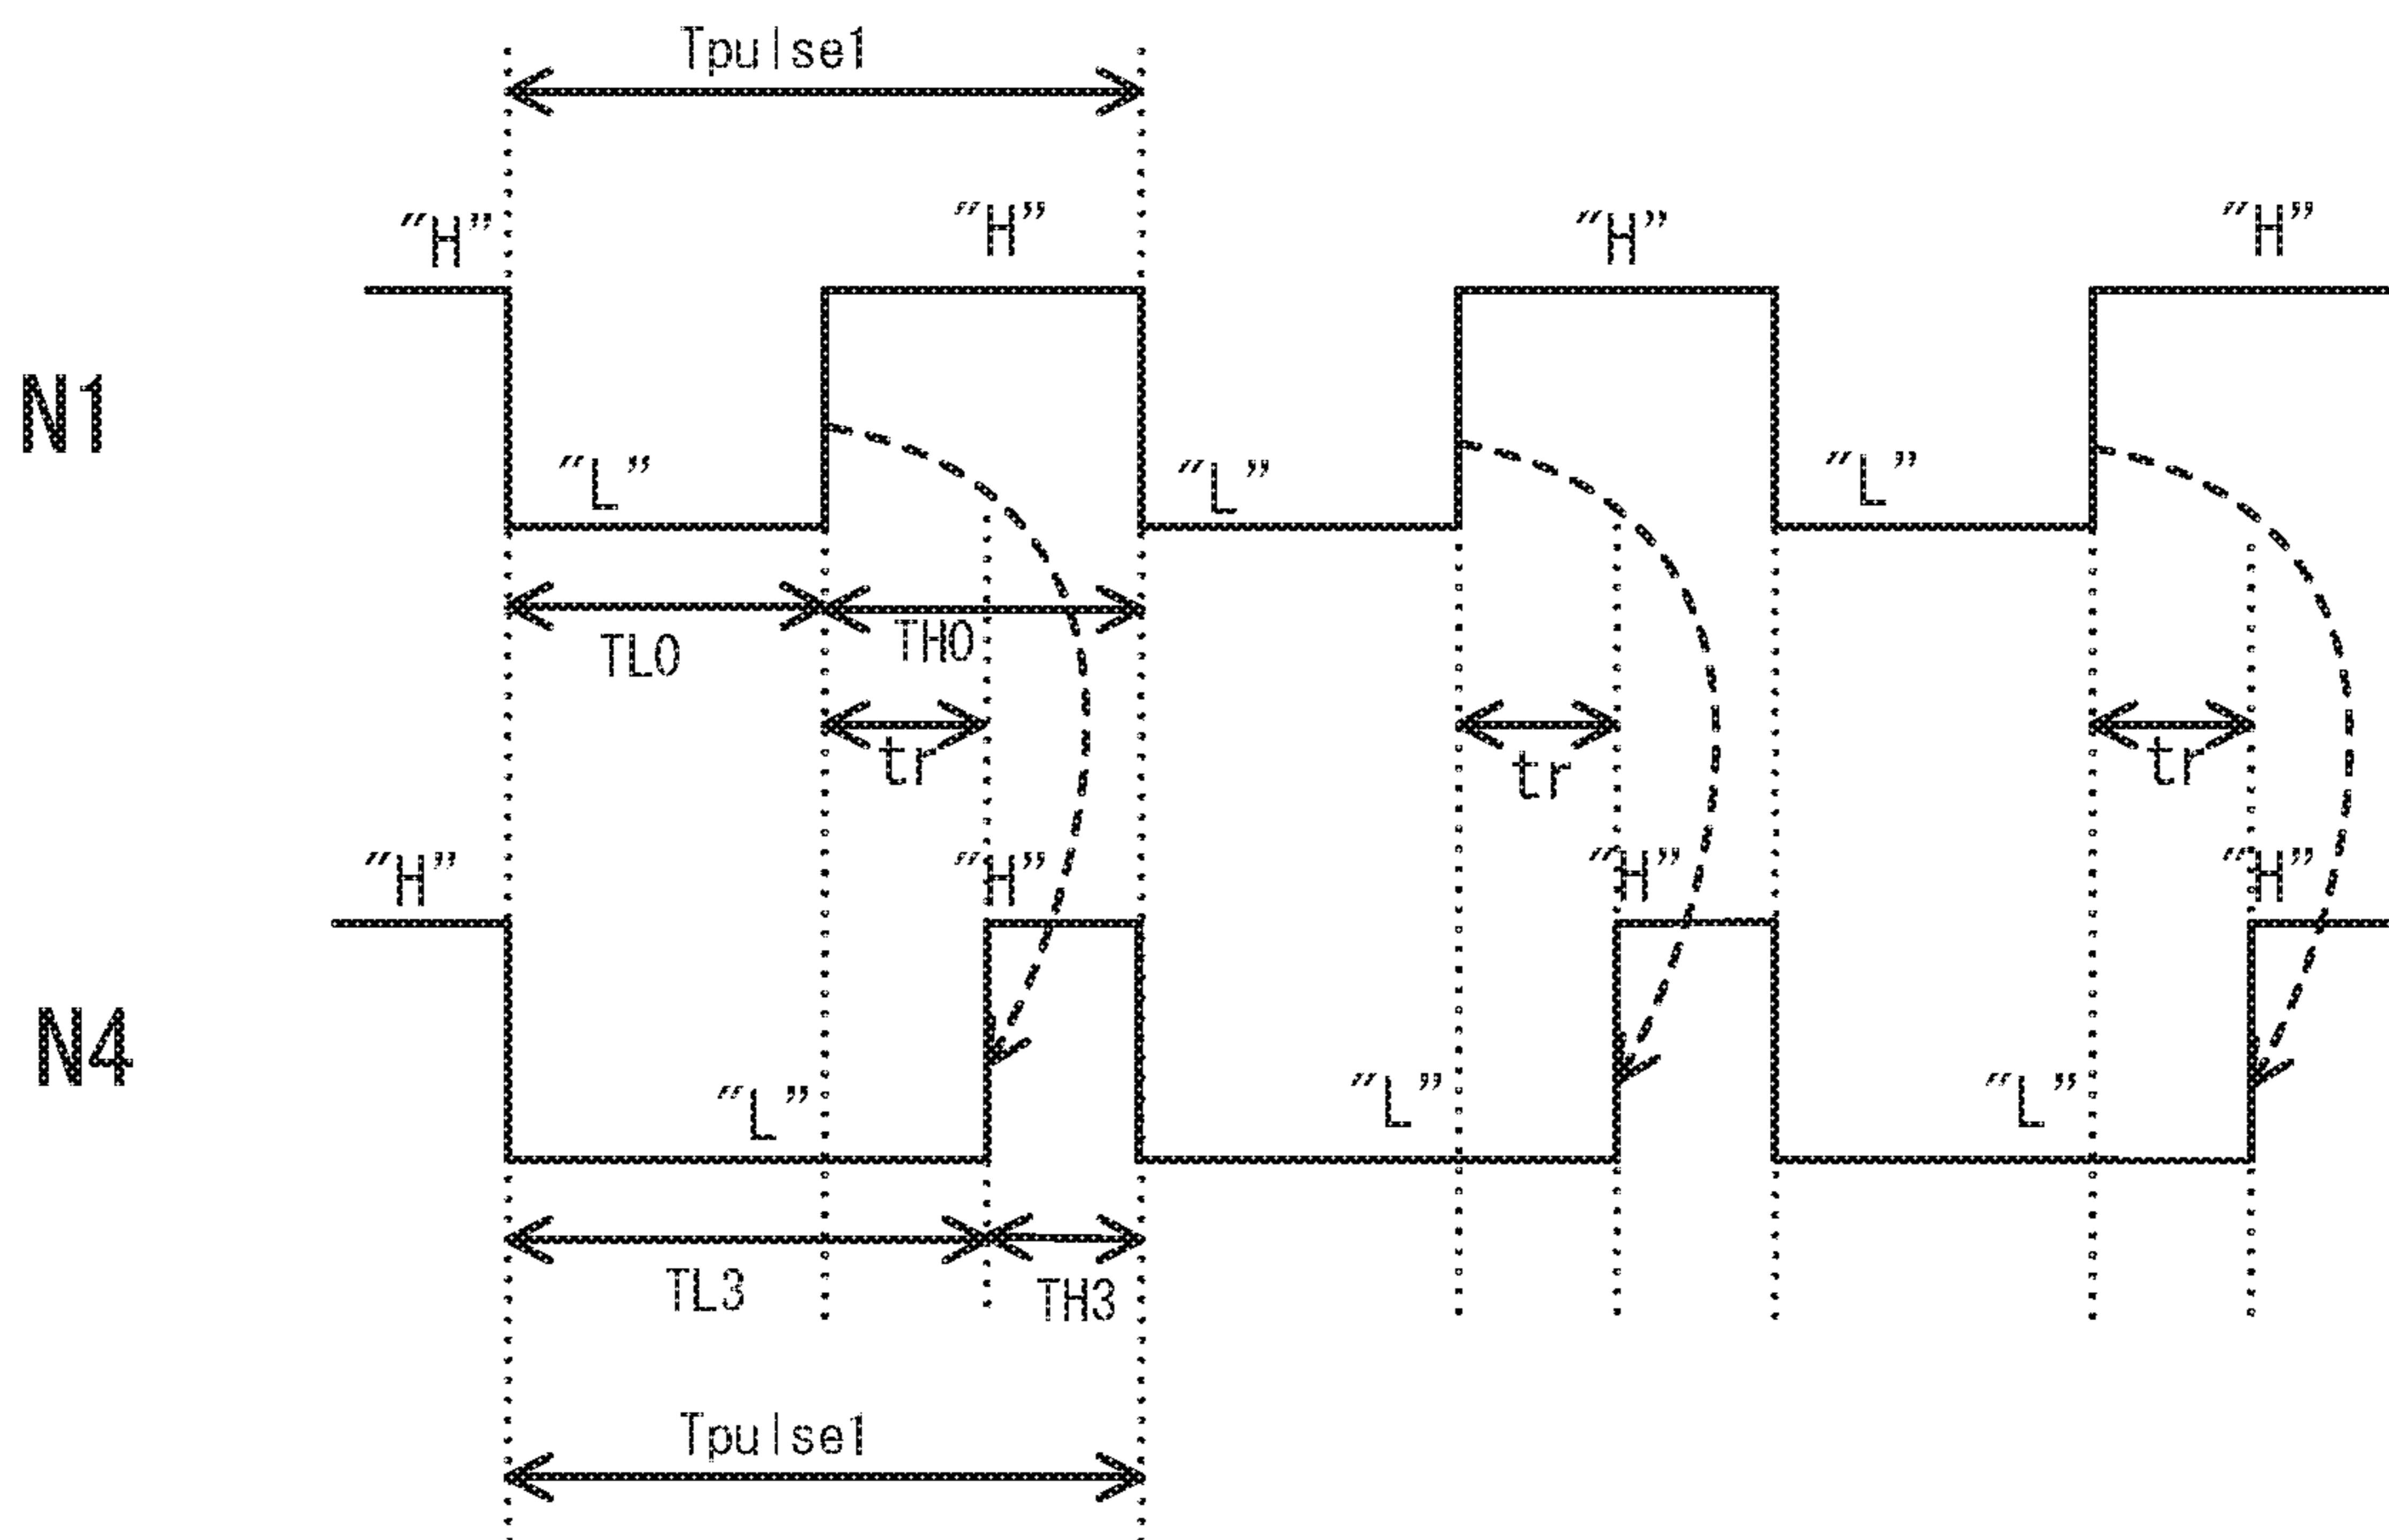 Tpulse1
"H" "H" "H" "H"
N1
"L" "L" "L"
TL0 TH0
tr tr tr
"H" "H" "H" "H"
N4
"L" "L" "L"
TL3 TH3
Tpulse1